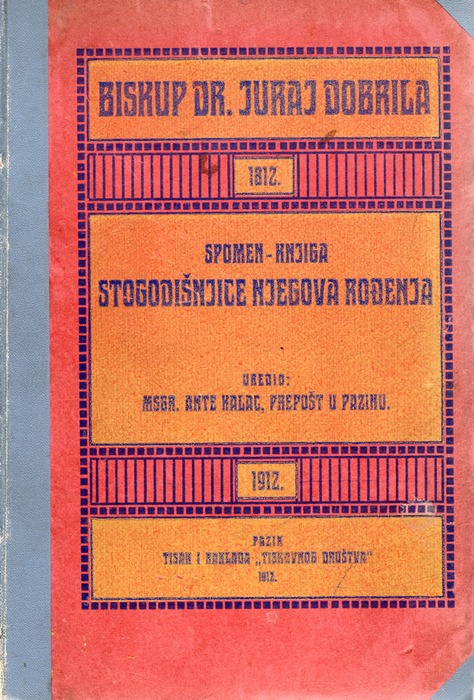 BISKUP DR. JURAJ DOBRILA
1812.
SPOMEN-KNJIGA
STOGODIŠNJICE NJEGOVA ROĐENJA
UREDIO:
MSGR. ANTE KALAC, PREPOŠT U PAZINU.
1912.
PAZIN
TISAK I NAKLADA „TISKOVNOG DRUŠTVA“
1912.